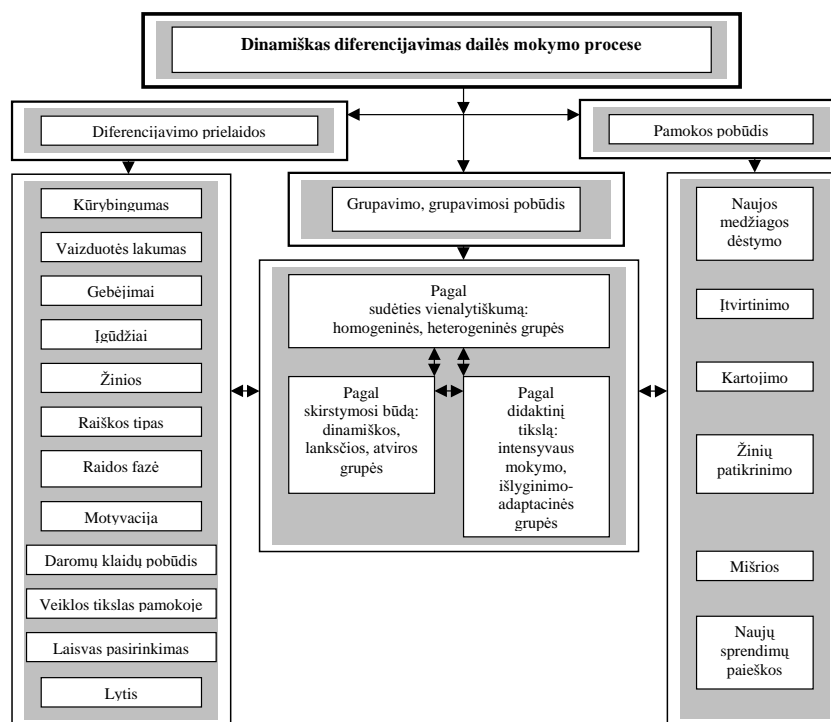 Dinamiškas diferencijavimas dailės mokymo procese
Diferencijavimo prielaidos
Pamokos pobūdis
Grupavimo, grupavimosi pobūdis
Kūrybingumas
Vaizduotės lakumas
Gebėjimai
Įgūdžiai
Žinios
Raiškos tipas
Raidos fazė
Motyvacija
Daromų klaidų pobūdis
Veiklos tikslas pamokoje
Laisvas pasirinkimas
Lytis
Pagal
sudėties vienalytiškumą:
homogeninės, heterogeninė grupės
Pagal
skirstymosi būdą:
dinamiškos,
lanksčios, atviros
grupės
Pagal
didaktinį
tikslą:
intensyvaus
mokymo,
išlyginimo-
adaptacinės
grupės
Naujos
medžiagos
dėstymo
Įtvirtinimo
Kartojimo
Žinių
patikrinimo
Mišrios
Naujų
sprendimų
paieškos